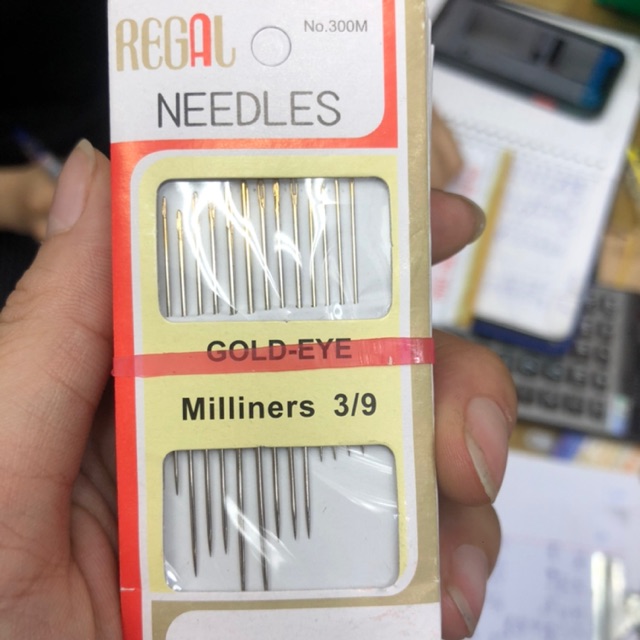 REGAL
No.300M
NEEDLES
GOLD-EYE
Milliners 3/9